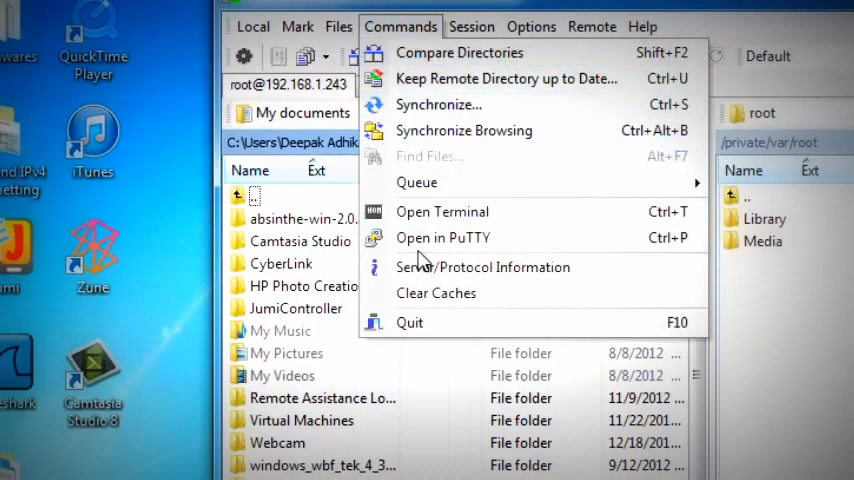 Local Mark Files Commands Session Options Remote Help
Default
root@192.168.1.243
My documents
root
C:\Users\Deepak Adhik
/private/var/root
Name Ext
Name Ext
..
absinthe-win-2.0.
Camtasia Studio
CyberLink
HP Photo Creatio
JumiController
My Music
My Pictures File folder 8/8/2012 ...
My Videos File folder 8/8/2012 ...
Remote Assistance Lo... File folder 11/9/2012 ...
Virtual Machines File folder 11/22/201...
Webcam File folder 12/18/201...
windows_wbf_tek_4_3... File folder 9/12/2012 ...
Compare Directories Shift+F2
Keep Remote Directory up to Date... Ctrl+U
Synchronize... Ctrl+S
Synchronize Browsing Ctrl+Alt+B
Find Files... Alt+F7
Queue
Open Terminal Ctrl+T
Open in PuTTY Ctrl+P
Server/Protocol Information
Clear Caches
Quit F10
..
Library
Media
wares
QuickTime
Player
iTunes
nd IPv4
etting
umi
Zune
shark
Camtasia
Studio 8